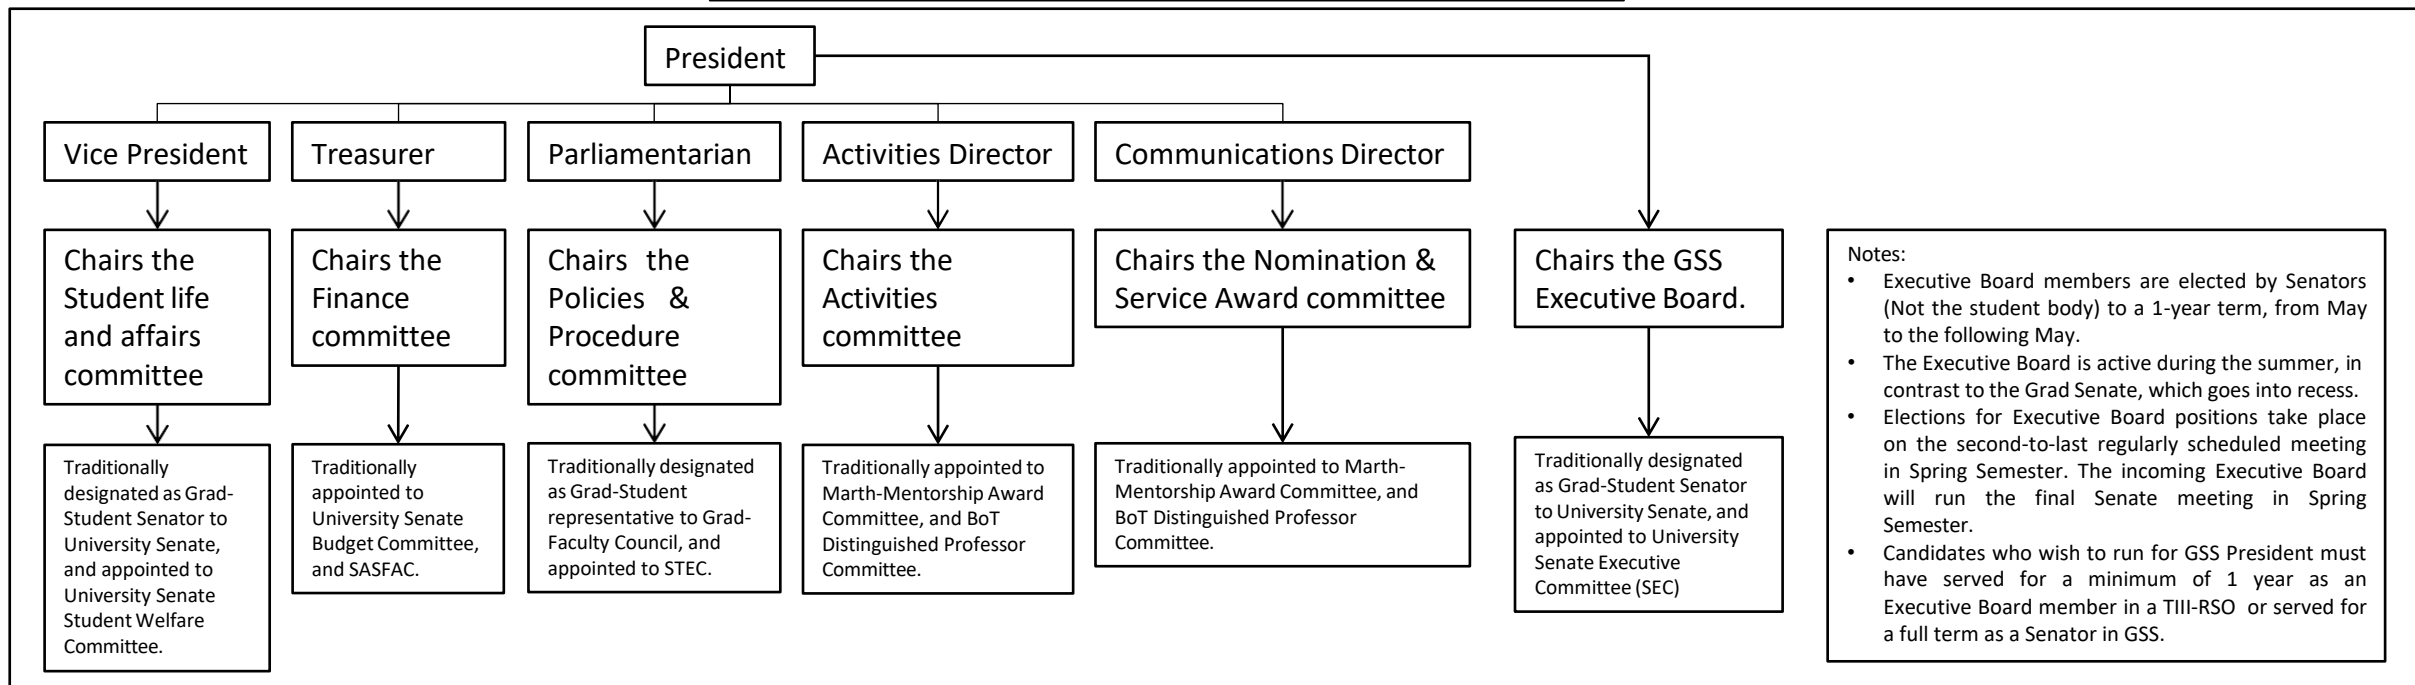 President
Vice President
Treasurer
Parliamentarian
Activities Director
Communications Director
Chairs the
Student life
and affairs
committee
Chairs the
Finance
committee
Chairs the
Policies &
Procedure
committee
Chairs the
Activities
committee
Chairs the Nomination &
Service Award committee
Chairs the GSS
Executive Board.
Traditionally
designated as Grad-
Student Senator to
University Senate,
and appointed to
University Senate
Student Welfare
Committee.
Traditionally
appointed to
University Senate
Budget Committee,
and SASFAC.
Traditionally designated
as Grad-Student
representative to Grad-
Faculty Council, and
appointed to STEC.
Traditionally appointed to
Marth-Mentorship Award
Committee, and BoT
Distinguished Professor
Committee.
Traditionally appointed to Marth-
Mentorship Award Committee, and
BoT Distinguished Professor
Committee.
Traditionally designated
as Grad-Student Senator
to University Senate, and
appointed to University
Senate Executive
Committee (SEC)
Notes:
• Executive Board members are elected by Senators
(Not the student body) to a 1-year term, from May
to the following May.
• The Executive Board is active during the summer, in
contrast to the Grad Senate, which goes into recess.
• Elections for Executive Board positions take place
on the second-to-last regularly scheduled meeting
in Spring Semester. The incoming Executive Board
will run the final Senate meeting in Spring
Semester.
• Candidates who wish to run for GSS President must
have served for a minimum of 1 year as an
Executive Board member in a TIII-RSO or served for
a full term as a Senator in GSS.